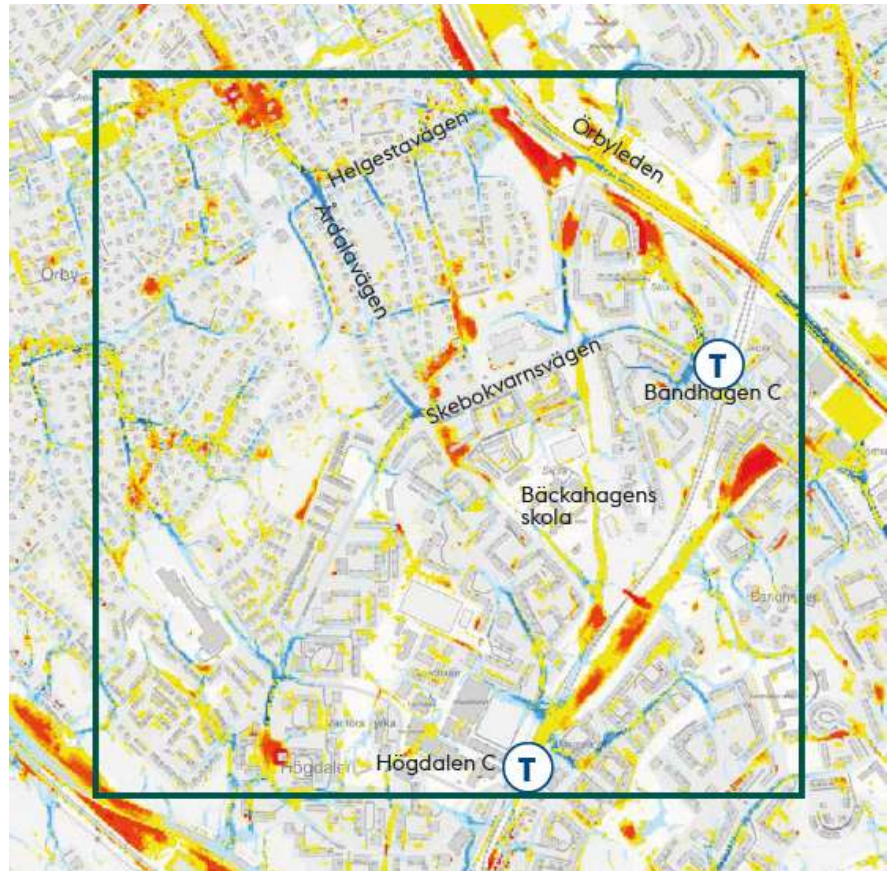 Örbyleden
Helgestavägen
Årdalavägen
Örby
Skebokvarnsvägen
T
Bandhagen C
Bäckahagens
skola
Högdalen C
T
Högdalen